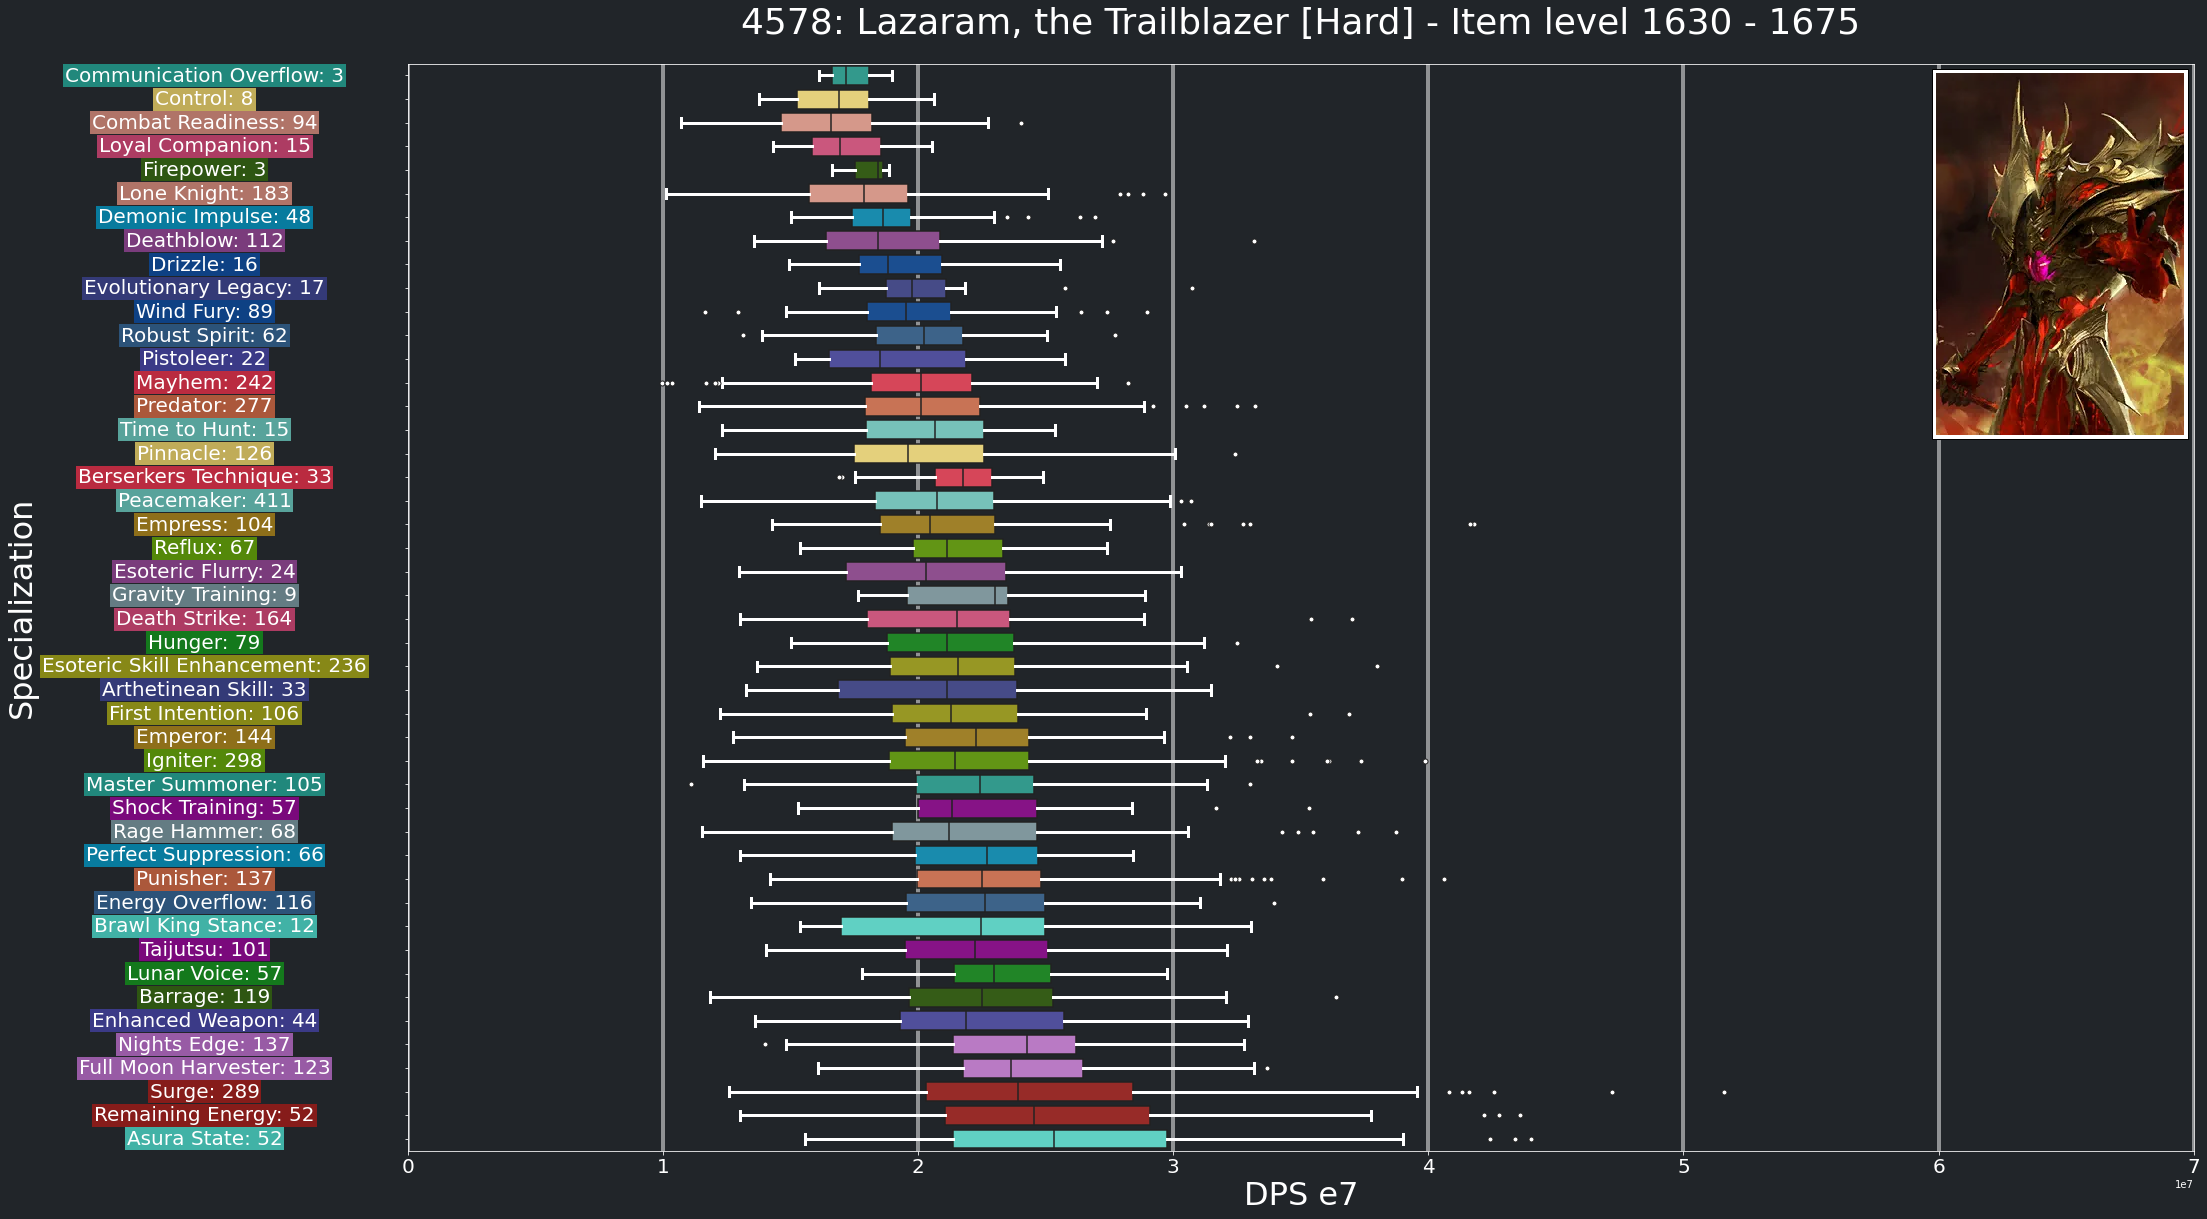 4578: Lazaram, the Trailblazer [Hard] - Item level 1630 - 1675
Specialization
Communication Overflow: 3
Control: 8
Combat Readiness: 94
Loyal Companion: 15
Firepower: 3
Lone Knight: 183
Demonic Impulse: 48
Deathblow: 112
Drizzle: 16
Evolutionary Legacy: 17
Wind Fury: 89
Robust Spirit: 62
Pistoleer: 22
Mayhem: 242
Predator: 277
Time to Hunt: 15
Pinnacle: 126
Berserkers Technique: 33
Peacemaker: 411
Empress: 104
Reflux: 67
Esoteric Flurry: 24
Gravity Training: 9
Death Strike: 164
Hunger: 79
Esoteric Skill Enhancement: 236
Arthetinean Skill: 33
First Intention: 106
Emperor: 144
Igniter: 298
Master Summoner: 105
Shock Training: 57
Rage Hammer: 68
Perfect Suppression: 66
Punisher: 137
Energy Overflow: 116
Brawl King Stance: 12
Taijutsu: 101
Lunar Voice: 57
Barrage: 119
Enhanced Weapon: 44
Nights Edge: 137
Full Moon Harvester: 123
Surge: 289
Remaining Energy: 52
Asura State: 52
0 1 2 3 4 5 6 7
1e7
DPS e7